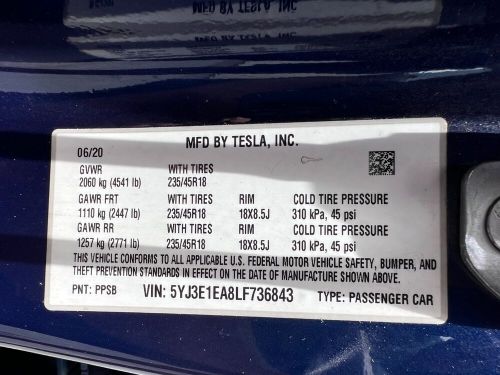 MFD BY TESLA, INC.
06/20
GVWR WITH TIRES
2060 kg (4541 lb) 235/45R18
GAWR FRT WITH TIRES RIM COLD TIRE PRESSURE
1110 kg (2447 lb) 235/45R18 18X8.5J 310 kPa, 45 psi
GAWR RR WITH TIRES RIM COLD TIRE PRESSURE
1257 kg (2771 lb) 235/45R18 18X8.5J 310 kPa, 45 psi
THIS VEHICLE CONFORMS TO ALL APPLICABLE U.S. FEDERAL MOTOR VEHICLE SAFETY, BUMPER, AND
THEFT PREVENTION STANDARDS IN EFFECT ON THE DATE OF MANUFACTURE SHOWN ABOVE.
PNT: PPSB VIN: 5YJ3E1EA8LF736843 TYPE: PASSENGER CAR